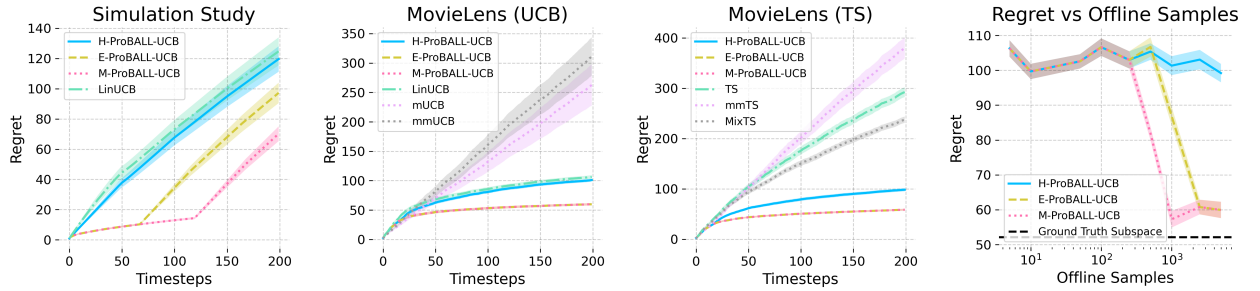 Simulation Study
Regret
140
120
100
80
60
40
20
0
H-ProBALL-UCB
E-ProBALL-UCB
M-ProBALL-UCB
LinUCB
0 50 100 150 200
Timesteps
MovieLens (UCB)
Regret
350
300
250
200
150
100
50
0
H-ProBALL-UCB
E-ProBALL-UCB
M-ProBALL-UCB
LinUCB
mUCB
mmUCB
0 50 100 150 200
Timesteps
MovieLens (TS)
Regret
400
300
200
100
0
H-ProBALL-UCB
E-ProBALL-UCB
M-ProBALL-UCB
TS
mmTS
MixTS
0 50 100 150 200
Timesteps
Regret vs Offline Samples
Regret
110
100
90
80
70
60
50
H-ProBALL-UCB
E-ProBALL-UCB
M-ProBALL-UCB
Ground Truth Subspace
10¹ 10² 10³
Offline Samples